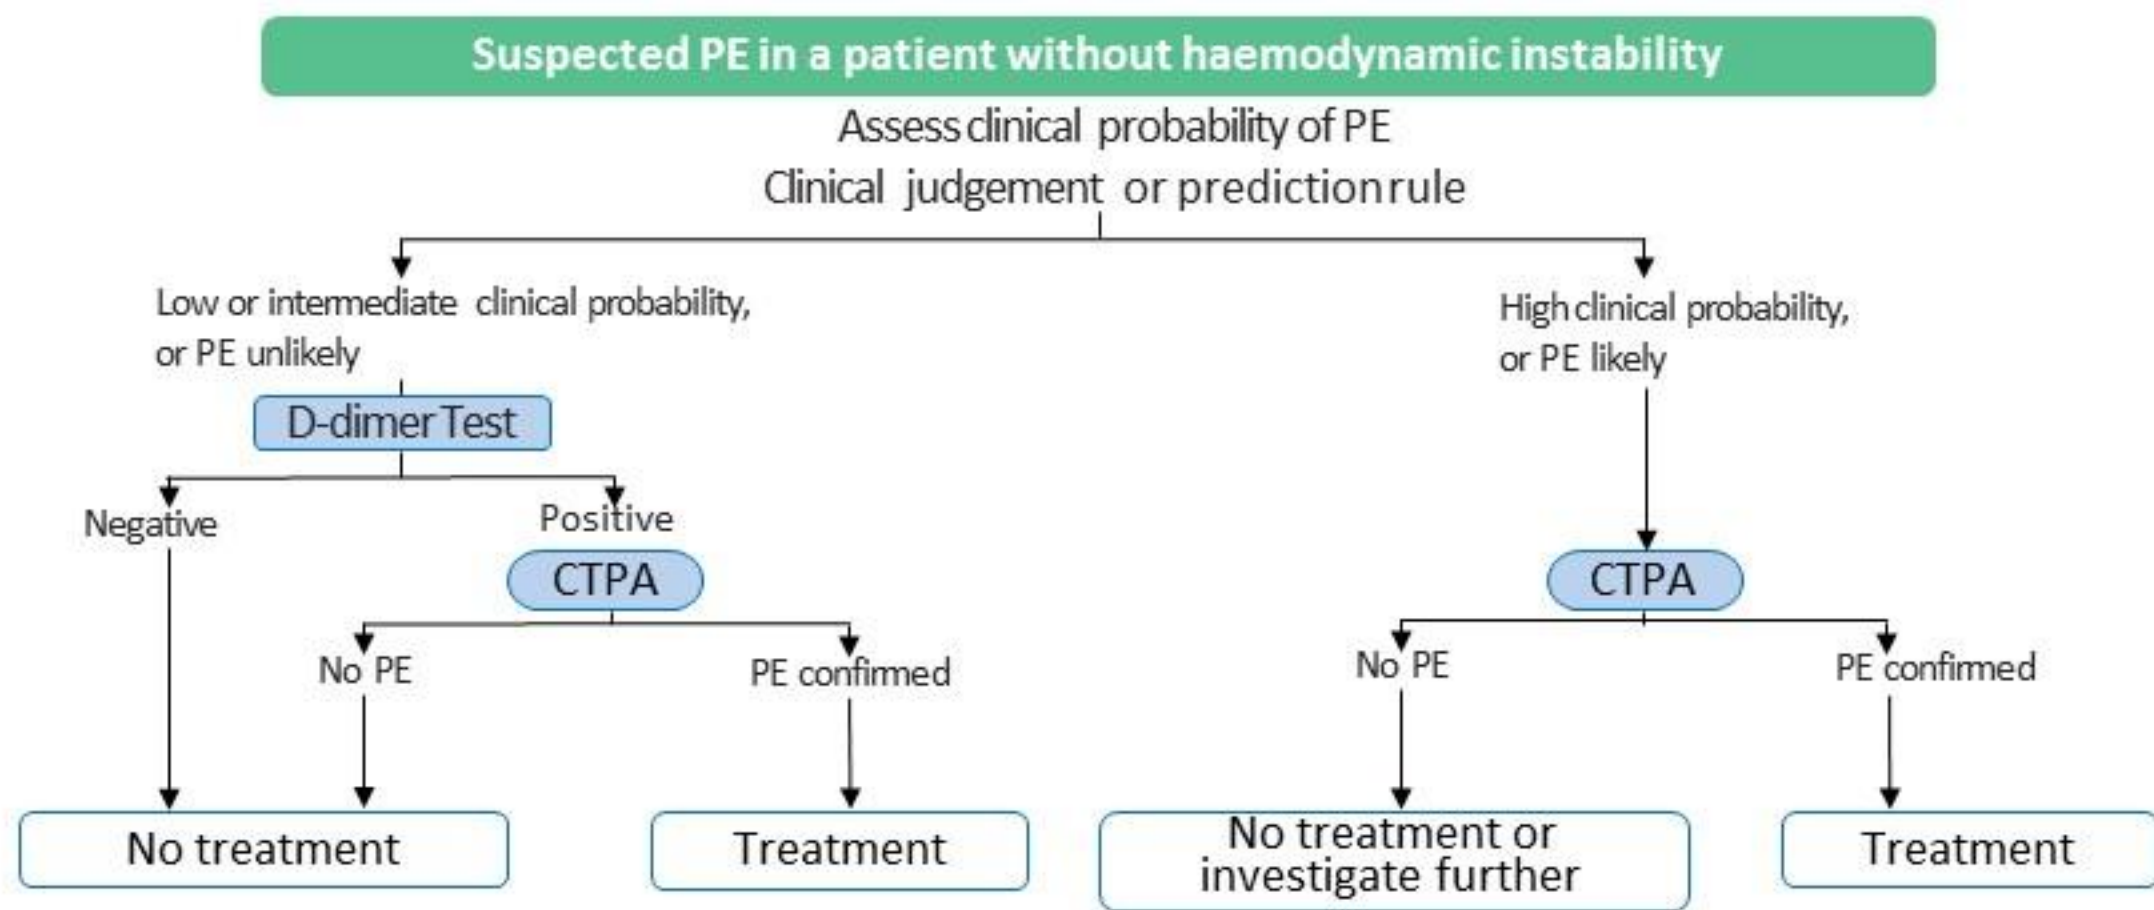 Suspected PE in a patient without haemodynamic instability
Assess clinical probability of PE
Clinical judgement or prediction rule
Low or intermediate clinical probability,
or PE unlikely
High clinical probability,
or PE likely
D-dimer Test
Negative
Positive
CTPA
CTPA
No PE
PE confirmed
No PE
PE confirmed
No treatment
Treatment
No treatment or
investigate further
Treatment